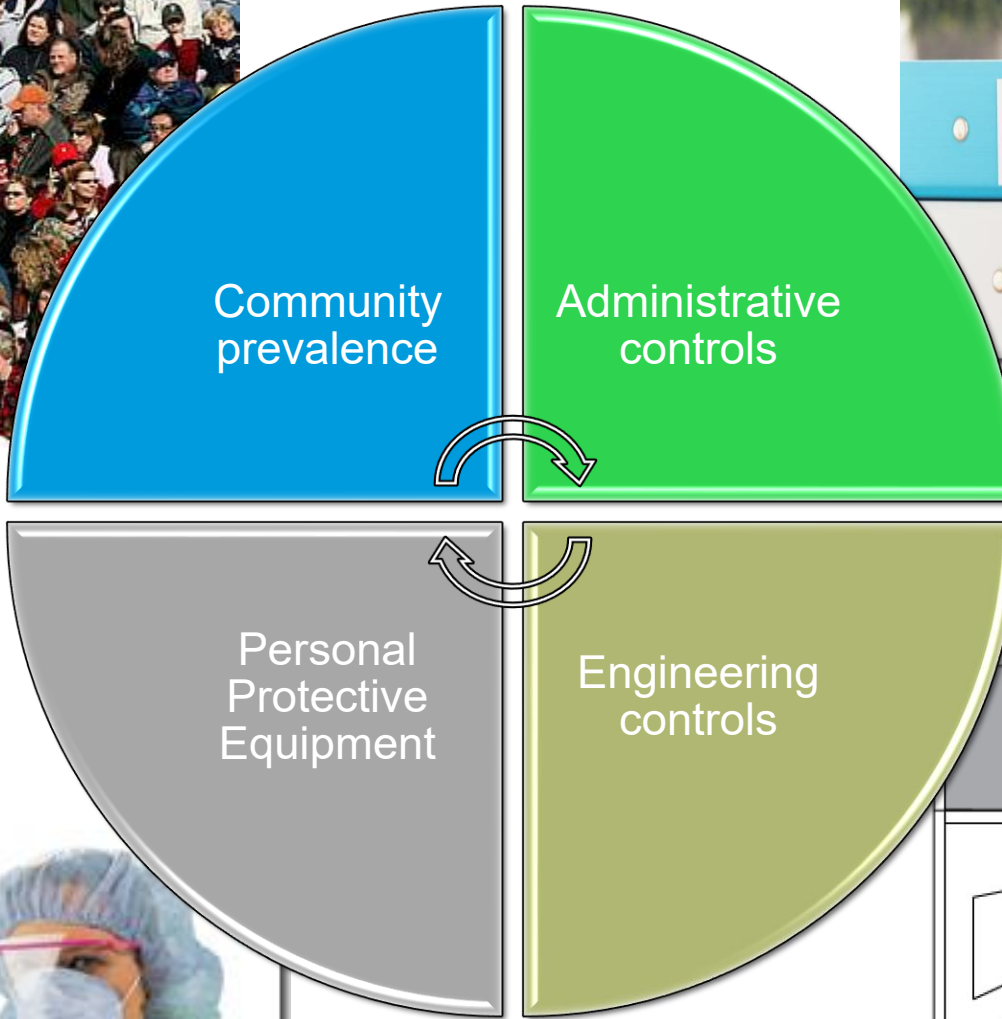 Community
prevalence
Administrative
controls
Personal
Protective
Equipment
Engineering
controls